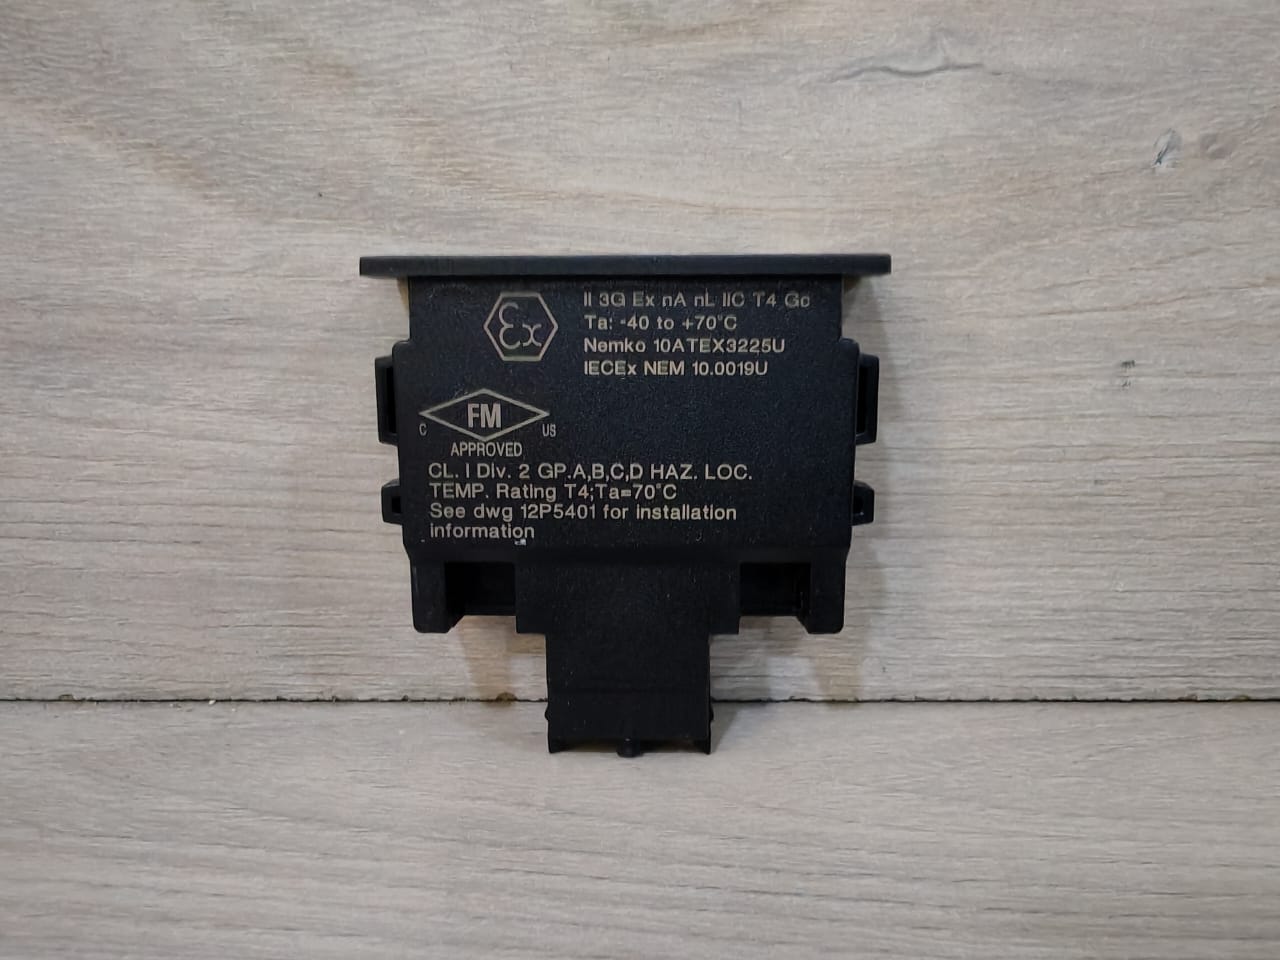 Ex
II 3G Ex nA nL IIC T4 Gc
Ta: -40 to +70°C
Nemko 10ATEX3225U
IECEx NEM 10.0019U
FM
C US
APPROVED
CL. I Div. 2 GP.A,B,C,D HAZ. LOC.
TEMP. Rating T4;Ta=70°C
See dwg 12P5401 for installation
information